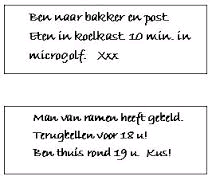 Ben naar bakker en post.
Eten in koelkast. 10 min. in
microgolf. Xxx
Man van ramen heeft gebeld.
Terugbellen voor 18 u!
Ben thuis rond 19 u. Kus!